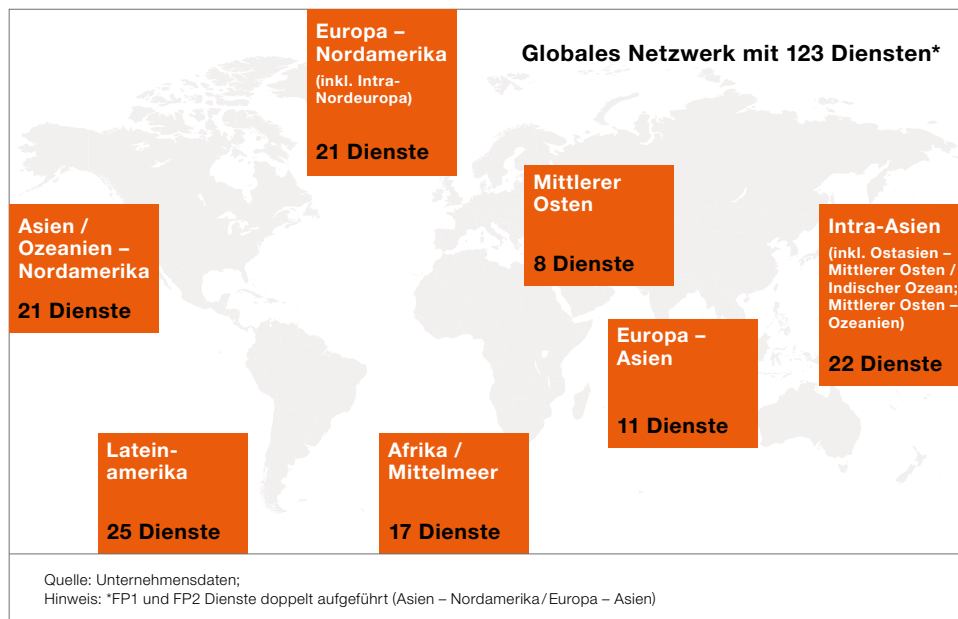 Globales Netzwerk mit 123 Diensten*
Europa –
Nordamerika
(inkl. Intra-
Nordeuropa)
21 Dienste
Mittlerer
Osten
8 Dienste
Asien /
Ozeanien –
Nordamerika
21 Dienste
Intra-Asien
(inkl. Ostasien –
Mittlerer Osten /
Indischer Ozean;
Mittlerer Osten –
Ozeanien)
22 Dienste
Europa –
Asien
11 Dienste
Latein-
amerika
25 Dienste
Afrika /
Mittelmeer
17 Dienste
Quelle: Unternehmensdaten;
Hinweis: *FP1 und FP2 Dienste doppelt aufgeführt (Asien – Nordamerika/Europa – Asien)